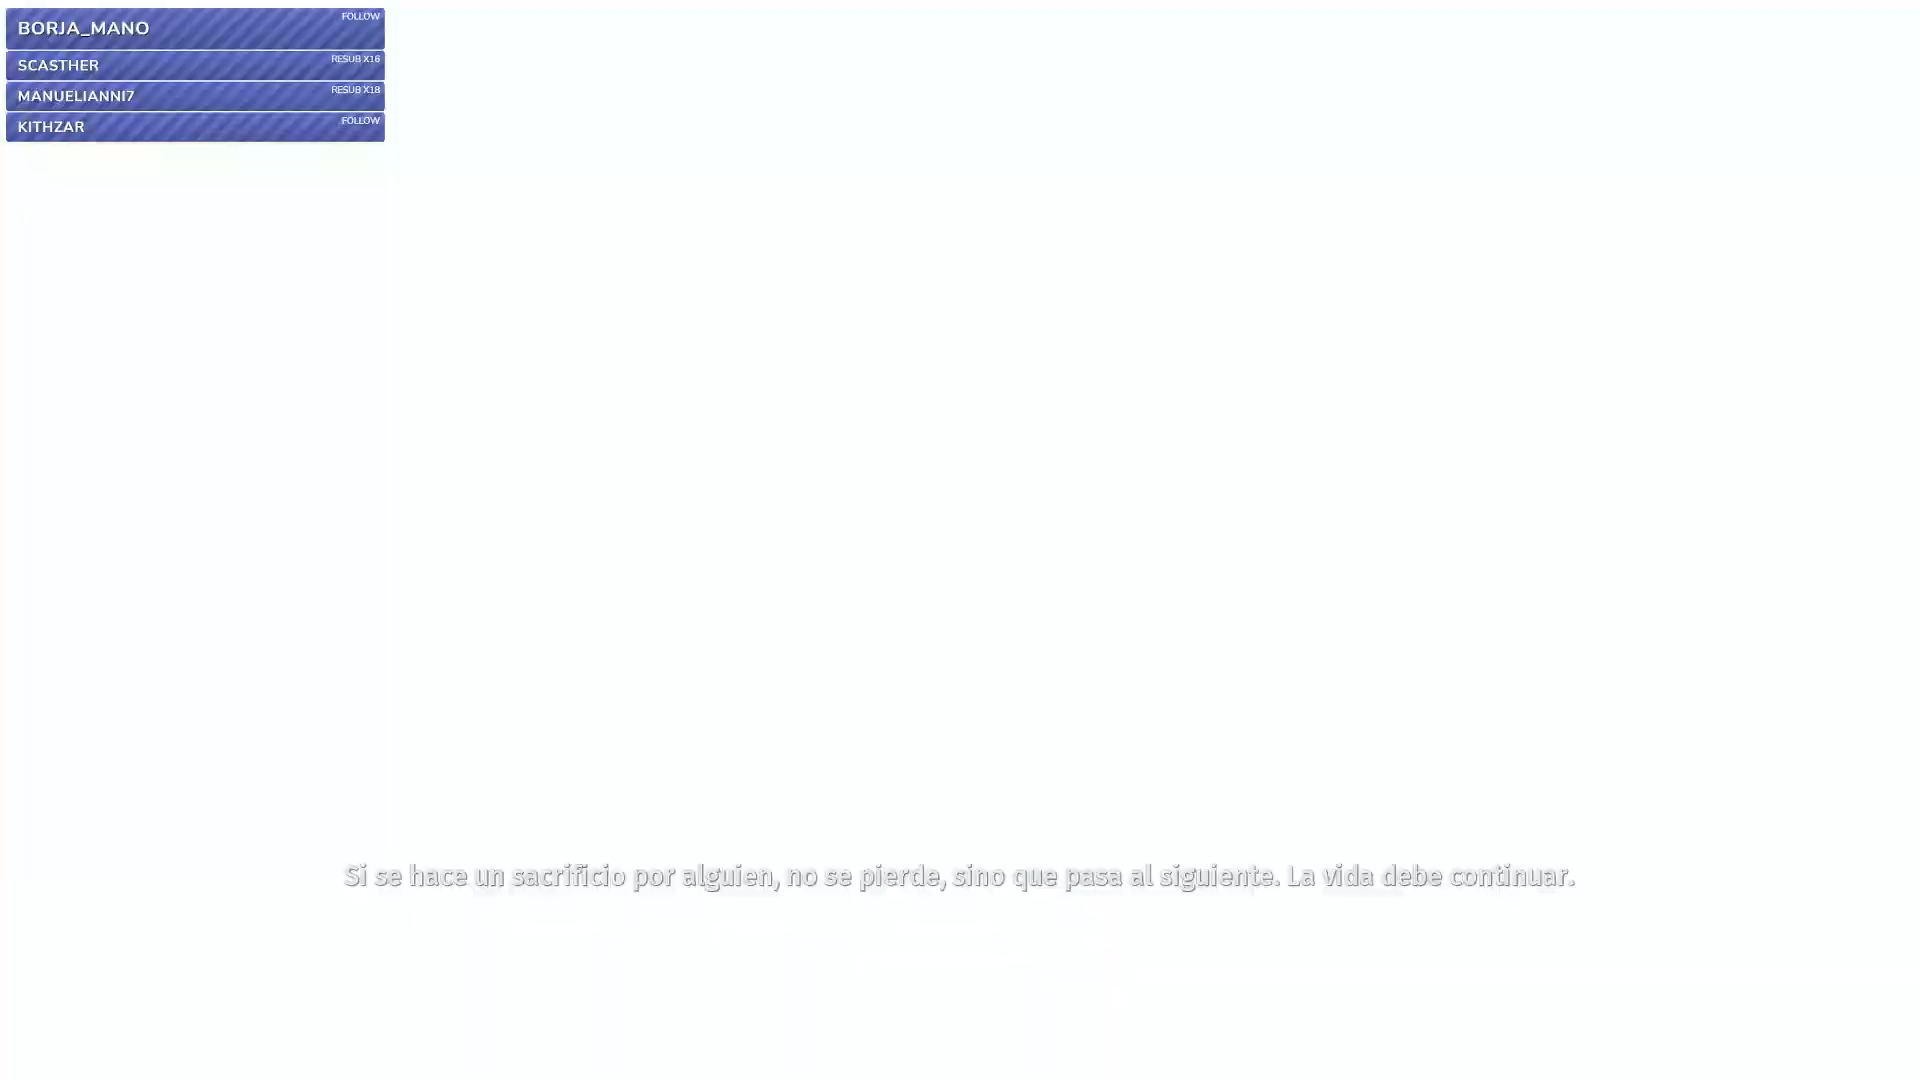 BORJA_MANO
FOLLOW
SCASTHER
RESUB X16
MANUELIANNI7
RESUB X18
KITHZAR
FOLLOW
Si se hace un sacrificio por alguien, no se pierde, sino que pasa al siguiente. La vida debe continuar.